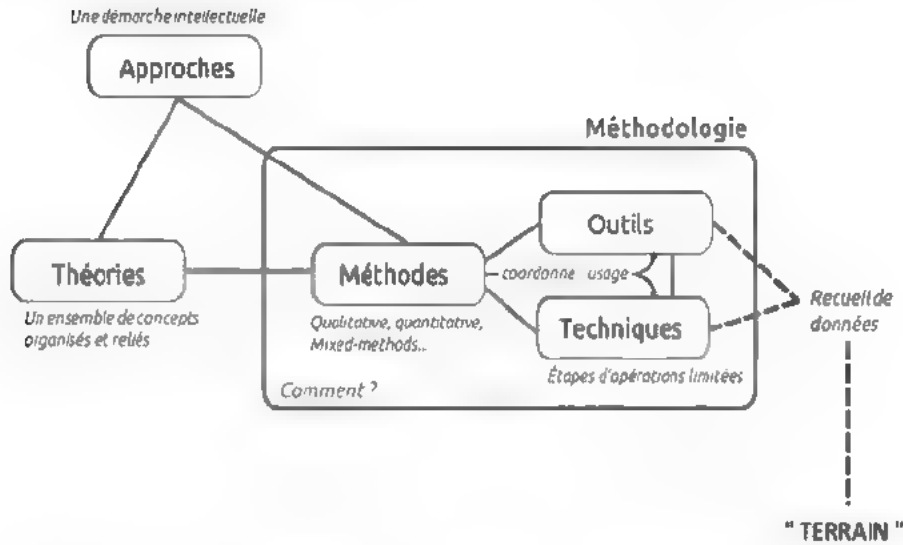 Une démarche intellectuelle
Approches
Méthodologie
Outils
Théories
Méthodes
coordonne usage
Recueil de
données
Un ensemble de concepts
organisés et reliés
Qualitative, quantitative,
Mixed-methods...
Techniques
Étapes d'opérations limitées
Comment ?
" TERRAIN "